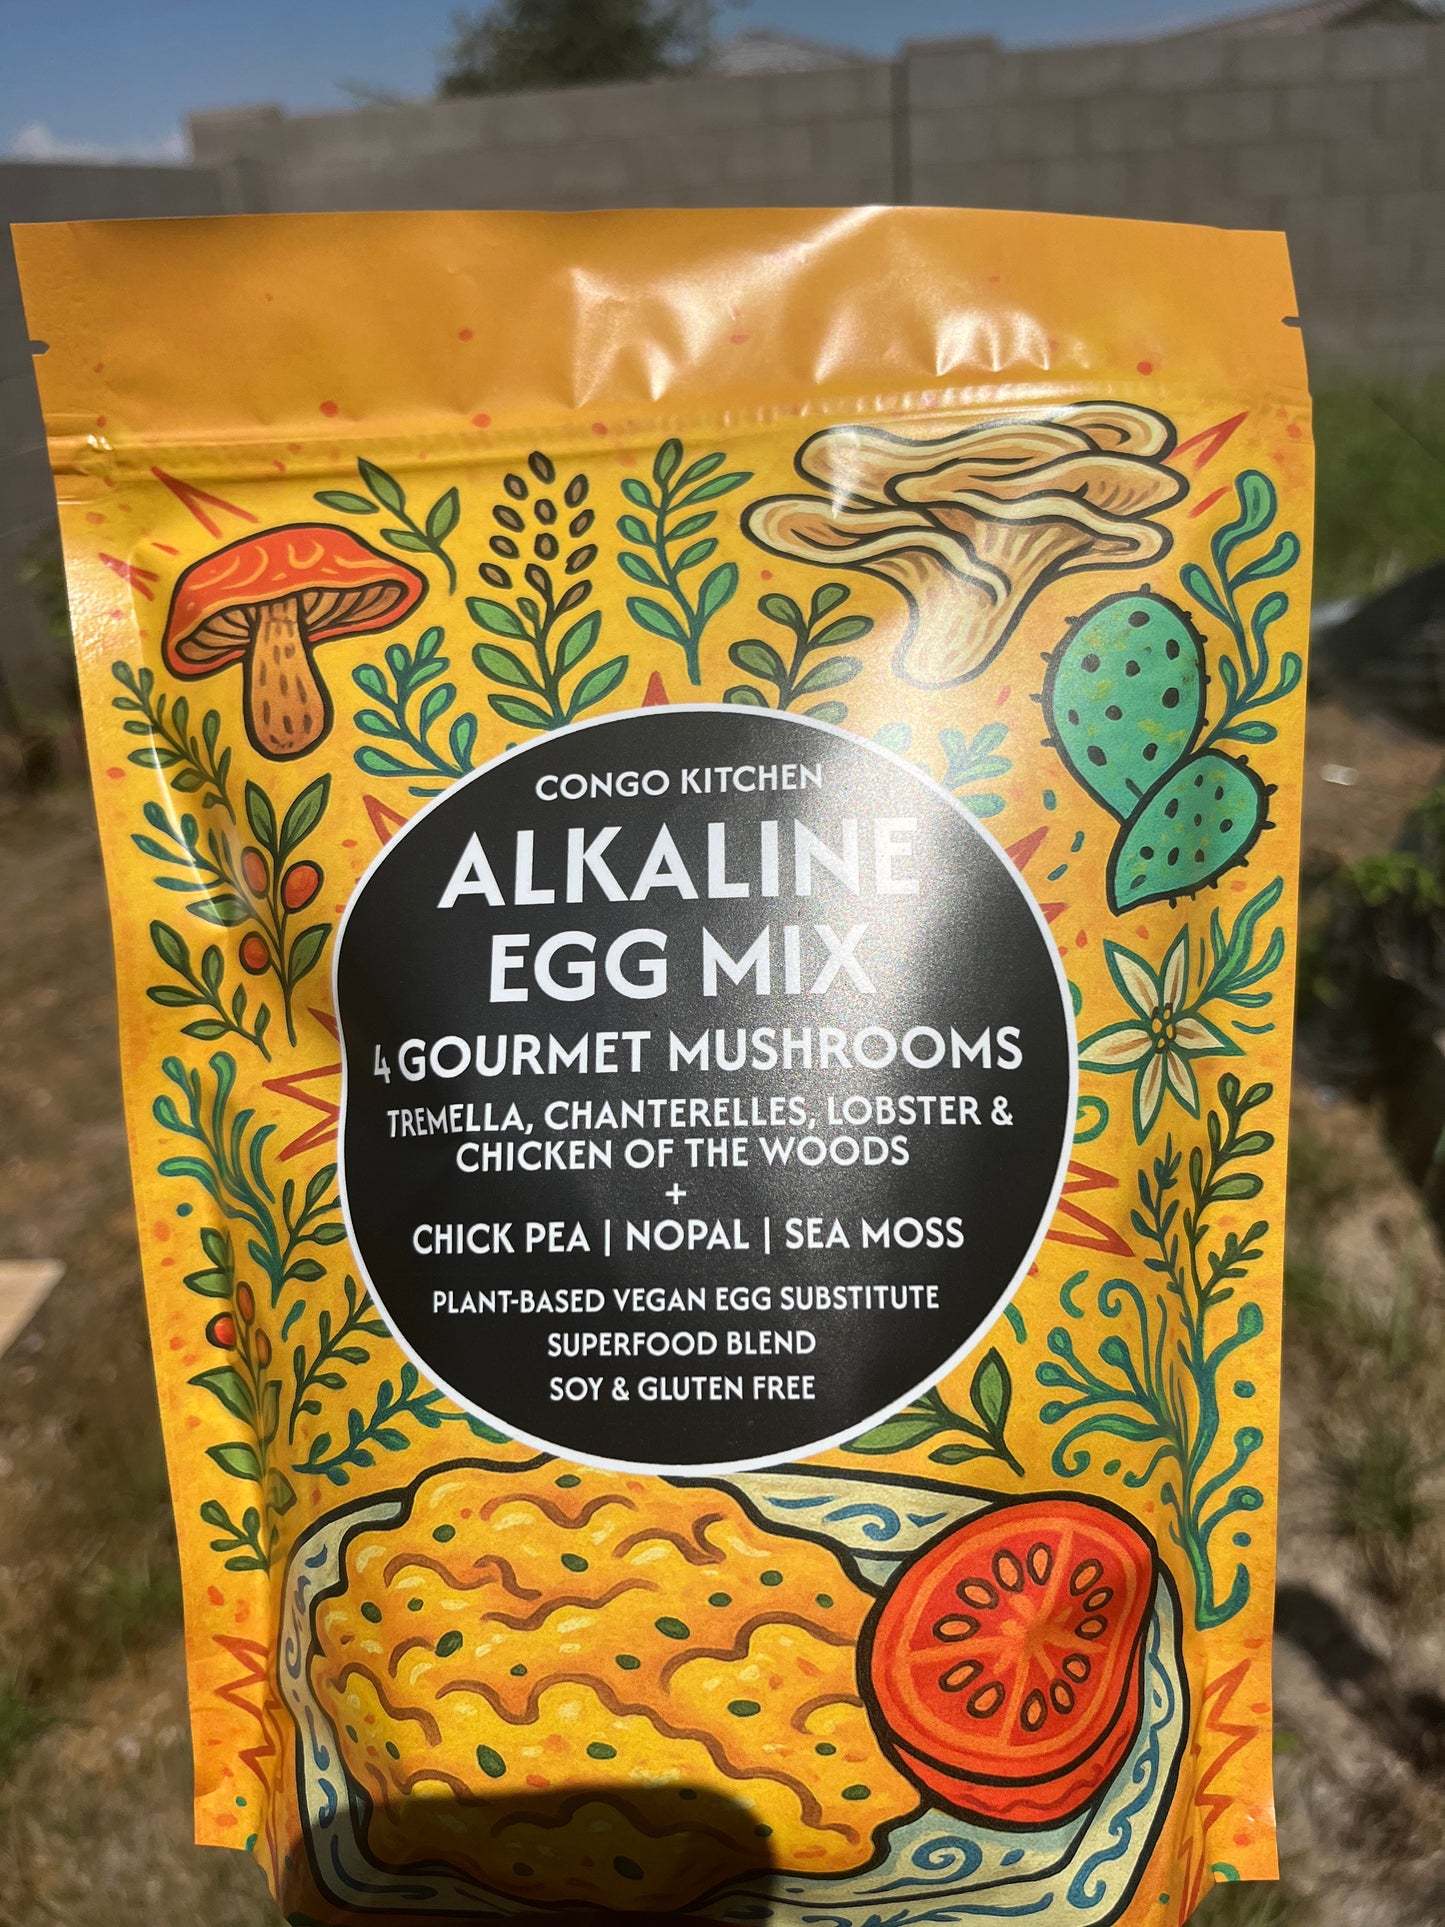 CONGO KITCHEN
ALKALINE
EGG MIX
4 GOURMET MUSHROOMS
TREMELLA, CHANTERELLES, LOBSTER &
CHICKEN OF THE WOODS
+
CHICK PEA | NOPAL | SEA MOSS
PLANT-BASED VEGAN EGG SUBSTITUTE
SUPERFOOD BLEND
SOY & GLUTEN FREE